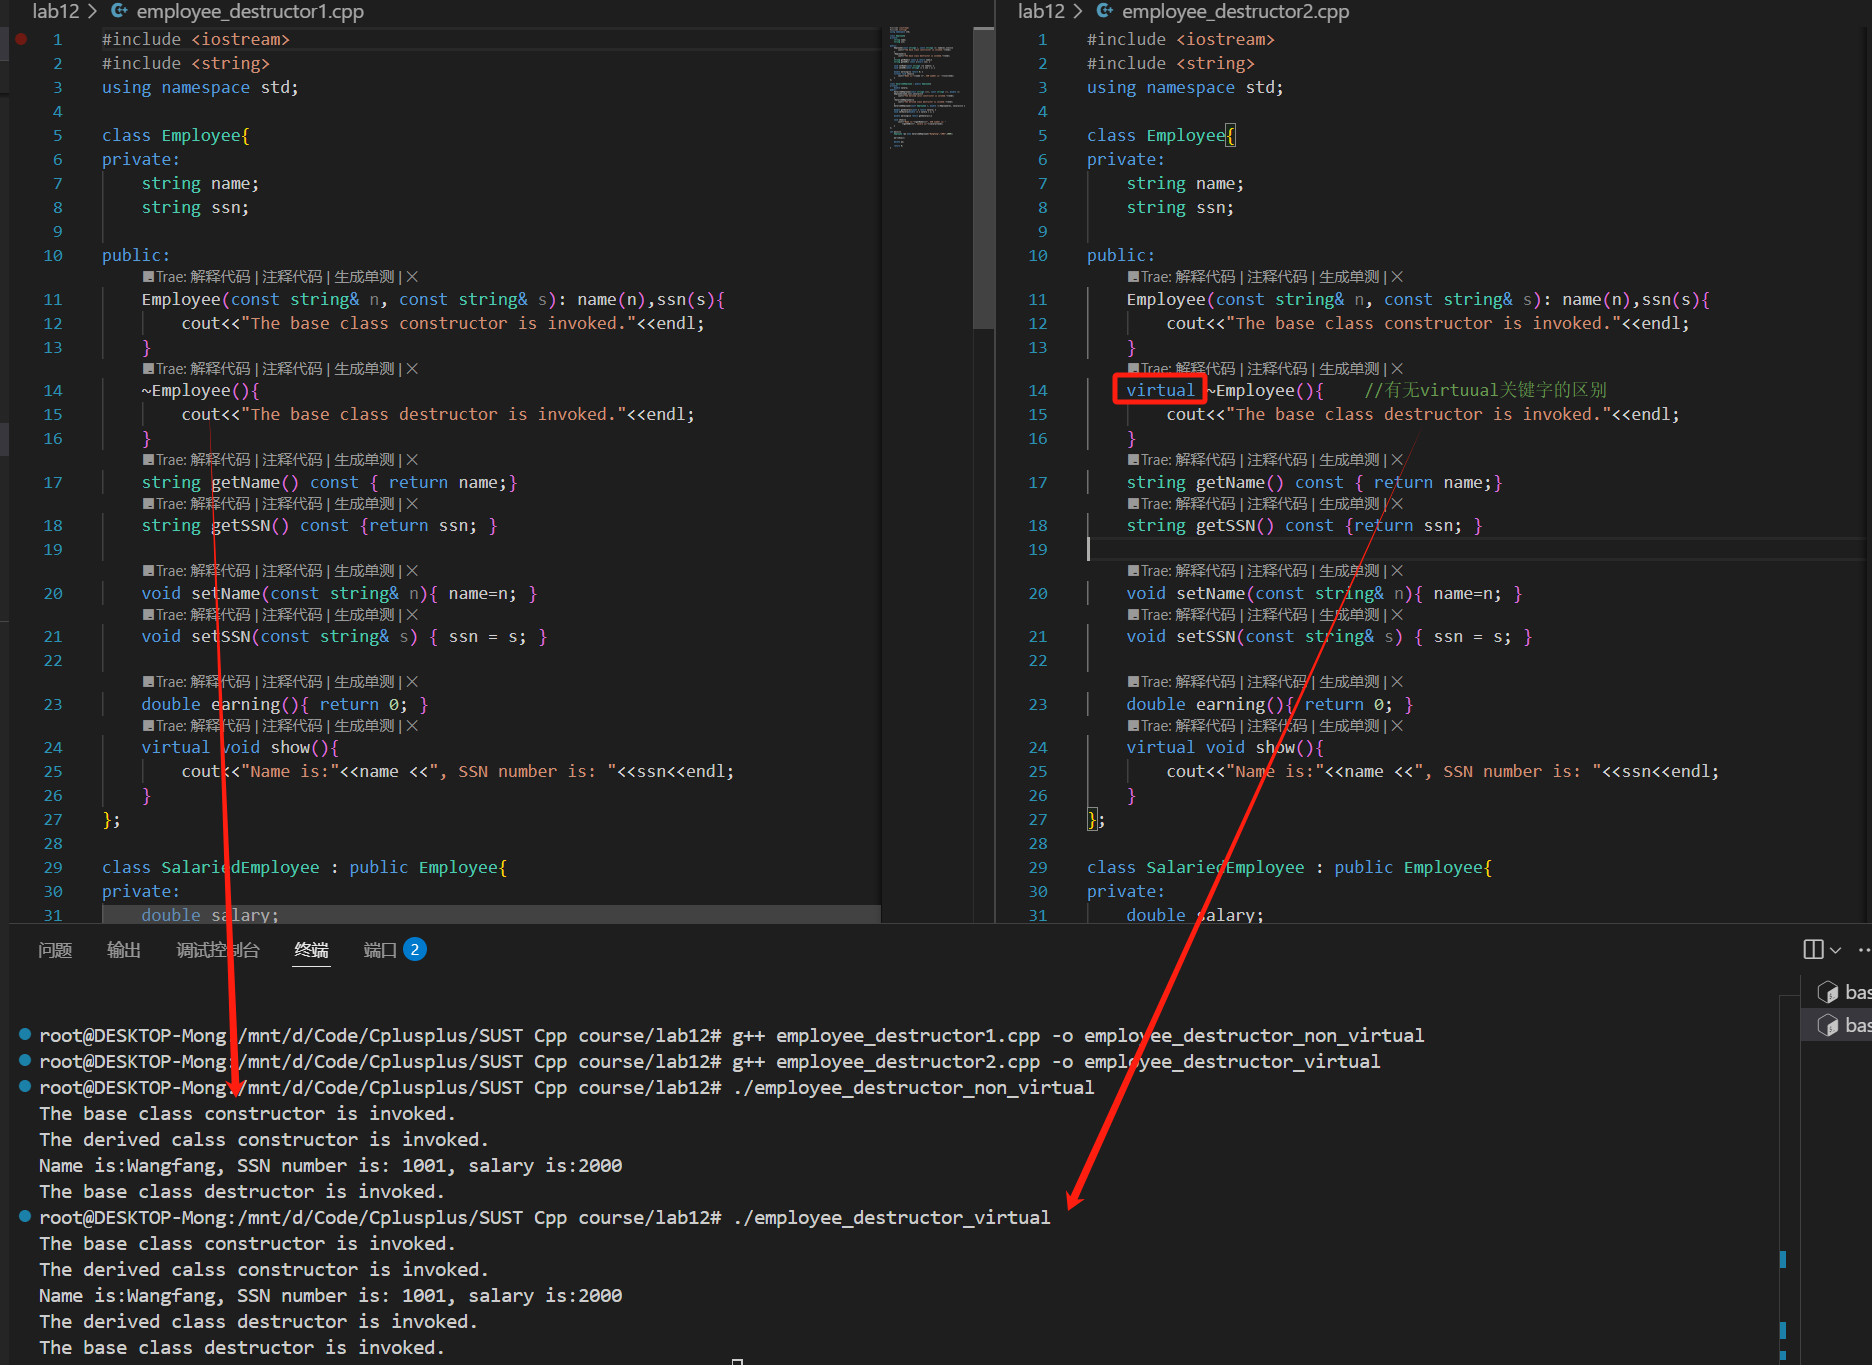 lab12 > employee_destructor1.cpp
1 #include <iostream>
2 #include <string>
3 using namespace std;
4
5 class Employee{
6 private:
7 string name;
8 string ssn;
9
10 public:
Trae: 解释代码 | 注释代码 | 生成单测 | ×
11 Employee(const string& n, const string& s): name(n),ssn(s){
12 cout<<"The base class constructor is invoked."<<endl;
13 }
Trae: 解释代码 | 注释代码 | 生成单测 | ×
14 ~Employee(){
15 cout<<"The base class destructor is invoked."<<endl;
16 }
Trae: 解释代码 | 注释代码 | 生成单测 | ×
17 string getName() const { return name;}
Trae: 解释代码 | 注释代码 | 生成单测 | ×
18 string getSSN() const {return ssn; }
19
Trae: 解释代码 | 注释代码 | 生成单测 | ×
20 void setName(const string& n){ name=n; }
Trae: 解释代码 | 注释代码 | 生成单测 | ×
21 void setSSN(const string& s) { ssn = s; }
22
Trae: 解释代码 | 注释代码 | 生成单测 | ×
23 double earning(){ return 0; }
Trae: 解释代码 | 注释代码 | 生成单测 | ×
24 virtual void show(){
25 cout<<"Name is:"<<name <<", SSN number is: "<<ssn<<endl;
26 }
27 };
28
29 class SalariedEmployee : public Employee{
30 private:
31 double salary;
lab12 > employee_destructor2.cpp
1 #include <iostream>
2 #include <string>
3 using namespace std;
4
5 class Employee{
6 private:
7 string name;
8 string ssn;
9
10 public:
Trae: 解释代码 | 注释代码 | 生成单测 | ×
11 Employee(const string& n, const string& s): name(n),ssn(s){
12 cout<<"The base class constructor is invoked."<<endl;
13 }
Trae: 解释代码 | 注释代码 | 生成单测 | ×
14 virtual ~Employee(){ //有无virtuual关键字的区别
15 cout<<"The base class destructor is invoked."<<endl;
16 }
Trae: 解释代码 | 注释代码 | 生成单测 | ×
17 string getName() const { return name;}
Trae: 解释代码 | 注释代码 | 生成单测 | ×
18 string getSSN() const {return ssn; }
19
Trae: 解释代码 | 注释代码 | 生成单测 | ×
20 void setName(const string& n){ name=n; }
Trae: 解释代码 | 注释代码 | 生成单测 | ×
21 void setSSN(const string& s) { ssn = s; }
22
Trae: 解释代码 | 注释代码 | 生成单测 | ×
23 double earning(){ return 0; }
Trae: 解释代码 | 注释代码 | 生成单测 | ×
24 virtual void show(){
25 cout<<"Name is:"<<name <<", SSN number is: "<<ssn<<endl;
26 }
27 };
28
29 class SalariedEmployee : public Employee{
30 private:
31 double salary;
问题 输出 调试控制台 终端 端口 2
root@DESKTOP-Mong:/mnt/d/Code/Cplusplus/SUST Cpp course/lab12# g++ employee_destructor1.cpp -o employee_destructor_non_virtual
root@DESKTOP-Mong:/mnt/d/Code/Cplusplus/SUST Cpp course/lab12# g++ employee_destructor2.cpp -o employee_destructor_virtual
root@DESKTOP-Mong:/mnt/d/Code/Cplusplus/SUST Cpp course/lab12# ./employee_destructor_non_virtual
The base class constructor is invoked.
The derived calss constructor is invoked.
Name is:Wangfang, SSN number is: 1001, salary is:2000
The base class destructor is invoked.
root@DESKTOP-Mong:/mnt/d/Code/Cplusplus/SUST Cpp course/lab12# ./employee_destructor_virtual
The base class constructor is invoked.
The derived calss constructor is invoked.
Name is:Wangfang, SSN number is: 1001, salary is:2000
The derived class destructor is invoked.
The base class destructor is invoked.
bas
bas